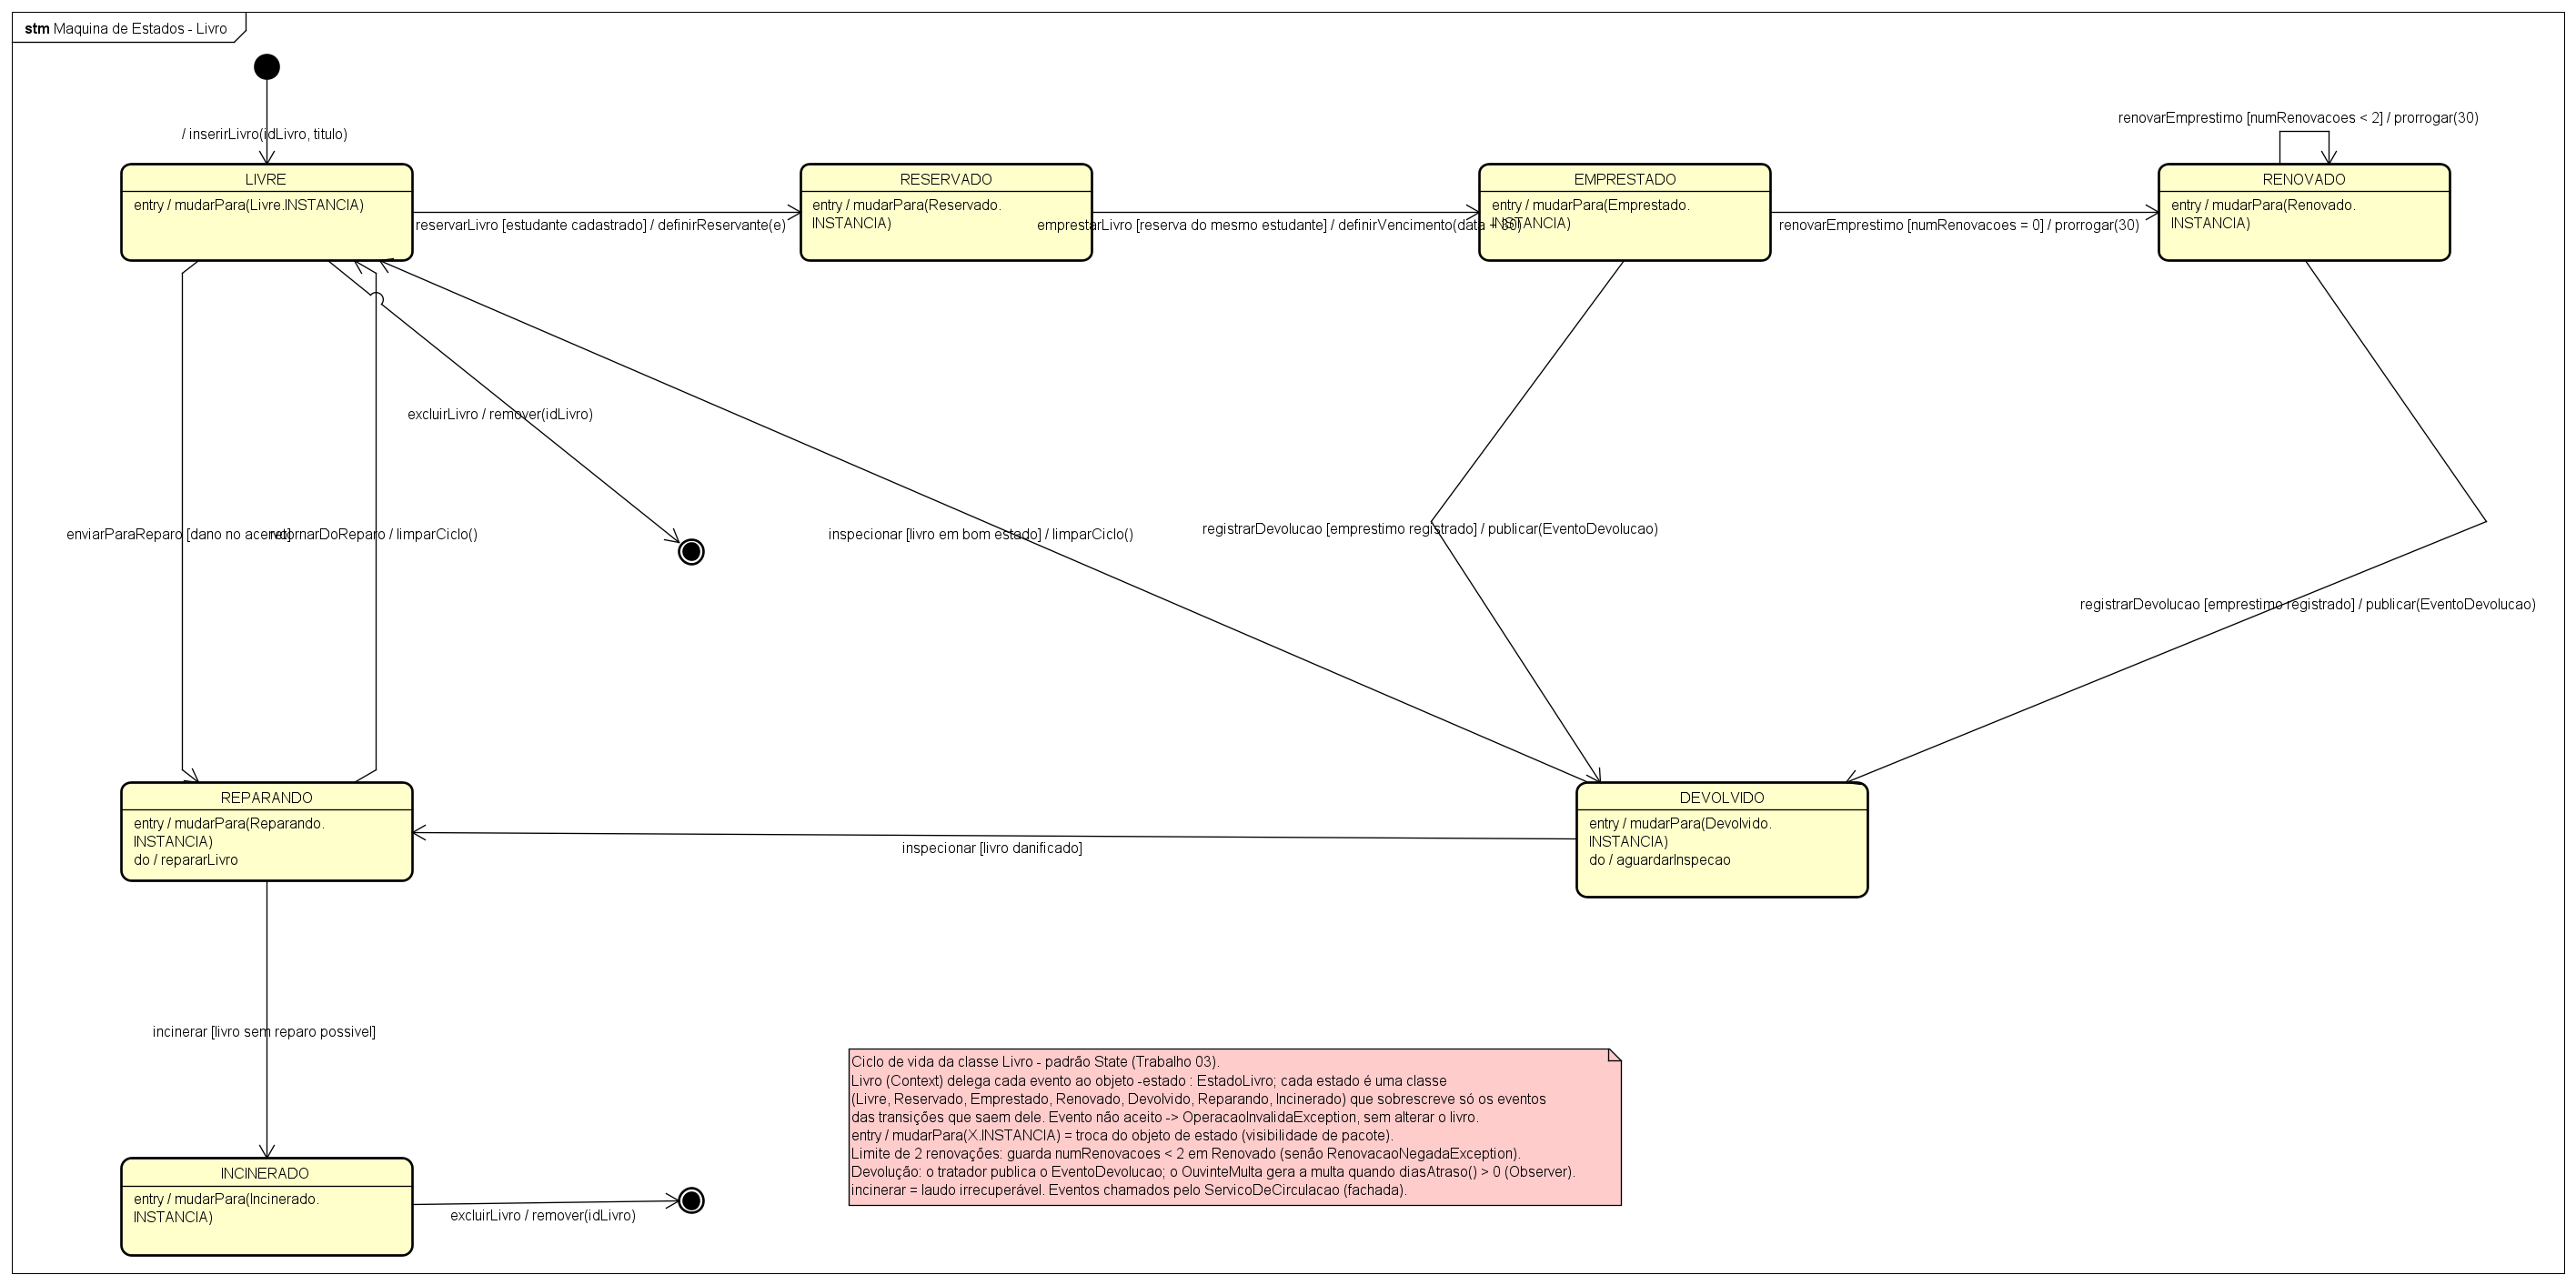 stm Maquina de Estados - Livro
/ inserirLivro(idLivro, titulo)
renovarEmprestimo [numRenovacoes < 2] / prorrogar(30)
LIVRE
entry / mudarPara(Livre.INSTANCIA)
reservarLivro [estudante cadastrado] / definirReservante(e)
RESERVADO
entry / mudarPara(Reservado.
INSTANCIA)
emprestarLivro [reserva do mesmo estudante] / definirVencimento(data + 30)
EMPRESTADO
entry / mudarPara(Emprestado.
INSTANCIA)
renovarEmprestimo [numRenovacoes = 0] / prorrogar(30)
RENOVADO
entry / mudarPara(Renovado.
INSTANCIA)
excluirLivro / remover(idLivro)
enviarParaReparo [dano no acervo]
retornarDoReparo / limparCiclo()
inspecionar [livro em bom estado] / limparCiclo()
registrarDevolucao [emprestimo registrado] / publicar(EventoDevolucao)
registrarDevolucao [emprestimo registrado] / publicar(EventoDevolucao)
REPARANDO
entry / mudarPara(Reparando.
INSTANCIA)
do / repararLivro
inspecionar [livro danificado]
DEVOLVIDO
entry / mudarPara(Devolvido.
INSTANCIA)
do / aguardarInspecao
incinerar [livro sem reparo possivel]
Ciclo de vida da classe Livro - padrão State (Trabalho 03).
Livro (Context) delega cada evento ao objeto -estado : EstadoLivro; cada estado é uma classe
(Livre, Reservado, Emprestado, Renovado, Devolvido, Reparando, Incinerado) que sobrescreve só os eventos
das transições que saem dele. Evento não aceito -> OperacaoInvalidaException, sem alterar o livro.
entry / mudarPara(X.INSTANCIA) = troca do objeto de estado (visibilidade de pacote).
Limite de 2 renovações: guarda numRenovacoes < 2 em Renovado (senão RenovacaoNegadaException).
Devolução: o tratador publica o EventoDevolucao; o OuvinteMulta gera a multa quando diasAtraso() > 0 (Observer).
incinerar = laudo irrecuperável. Eventos chamados pelo ServicoDeCirculacao (fachada).
INCINERADO
entry / mudarPara(Incinerado.
INSTANCIA)
excluirLivro / remover(idLivro)